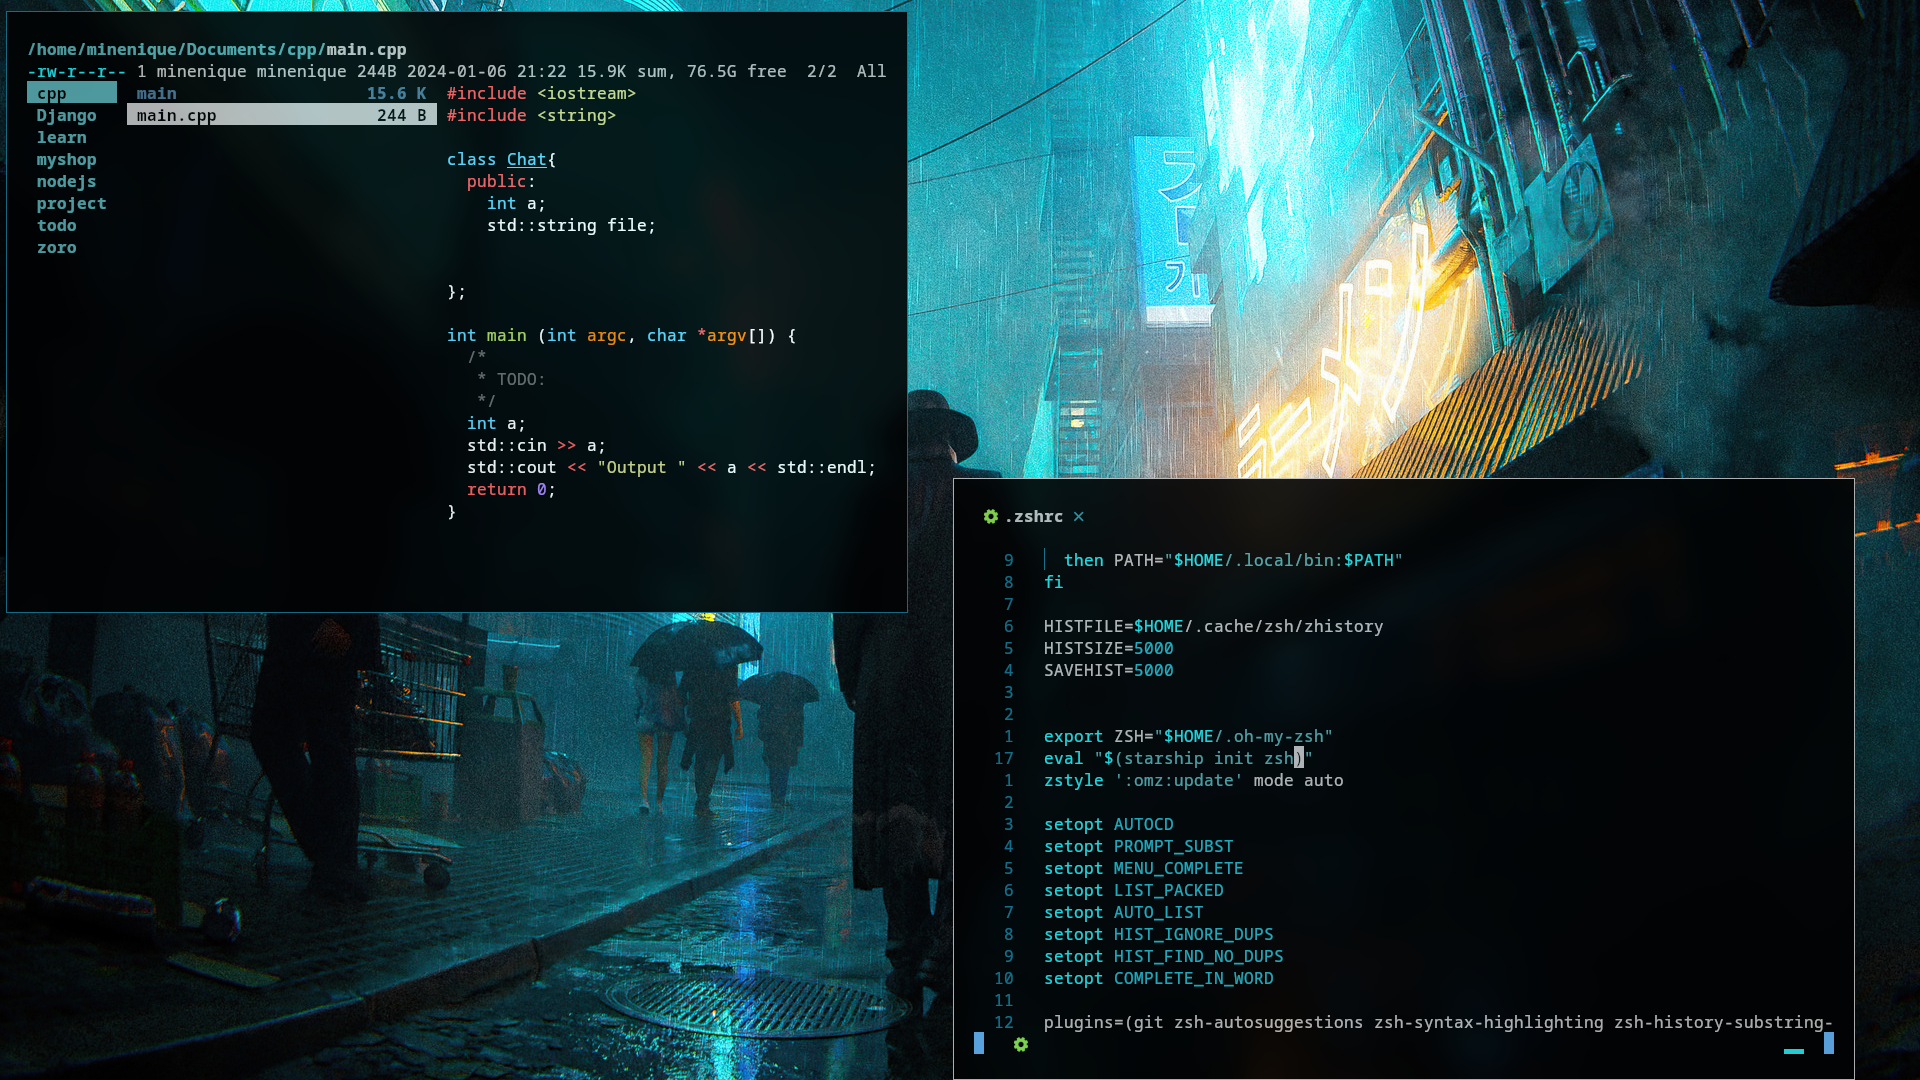 /home/minenique/Documents/cpp/main.cpp
-rw-r--r-- 1 minenique minenique 244B 2024-01-06 21:22 15.9K sum, 76.5G free  2/2  All
cpp
Django
learn
myshop
nodejs
project
todo
zoro
main 15.6 K
main.cpp 244 B
#include <iostream>
#include <string>
class Chat{
  public:
    int a;
    std::string file;
};
int main (int argc, char *argv[]) {
  /*
   * TODO:
   */
  int a;
  std::cin >> a;
  std::cout << "Output " << a << std::endl;
  return 0;
}
.zshrc ×
9   then PATH="$HOME/.local/bin:$PATH"
8 fi
7
6 HISTFILE=$HOME/.cache/zsh/zhistory
5 HISTSIZE=5000
4 SAVEHIST=5000
3
2
1 export ZSH="$HOME/.oh-my-zsh"
17 eval "$(starship init zsh)"
1 zstyle ':omz:update' mode auto
2
3 setopt AUTOCD
4 setopt PROMPT_SUBST
5 setopt MENU_COMPLETE
6 setopt LIST_PACKED
7 setopt AUTO_LIST
8 setopt HIST_IGNORE_DUPS
9 setopt HIST_FIND_NO_DUPS
10 setopt COMPLETE_IN_WORD
11
12 plugins=(git zsh-autosuggestions zsh-syntax-highlighting zsh-history-substring-